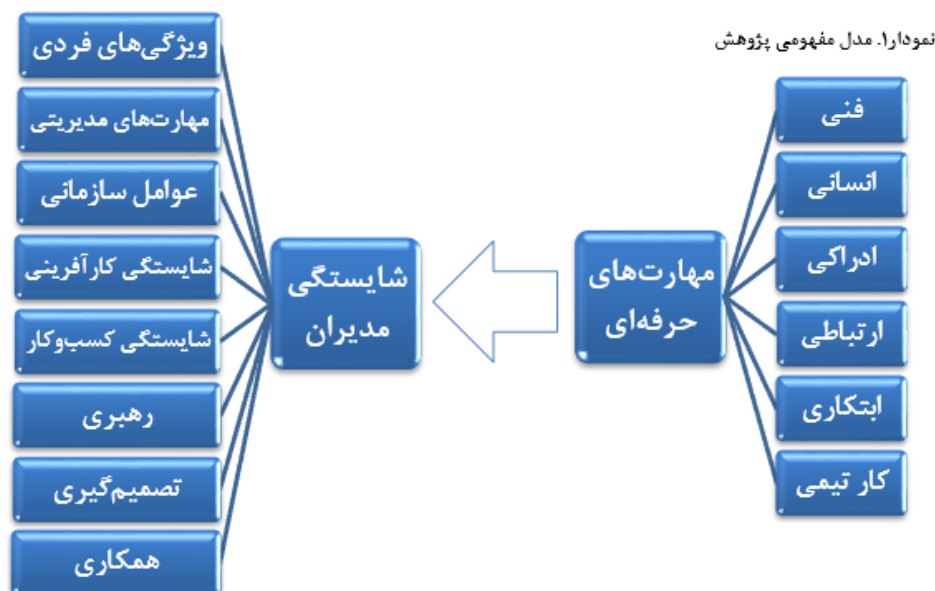 نمودار۱. مدل مفهومی پژوهش
فنی
انسانی
ادراکی
ارتباطی
ابتکاری
کار تیمی
مهارت‌های
حرفه‌ای
شایستگی
مدیران
ویژگی‌های فردی
مهارت‌های مدیریتی
عوامل سازمانی
شایستگی کارآفرینی
شایستگی کسب‌وکار
رهبری
تصمیم‌گیری
همکاری